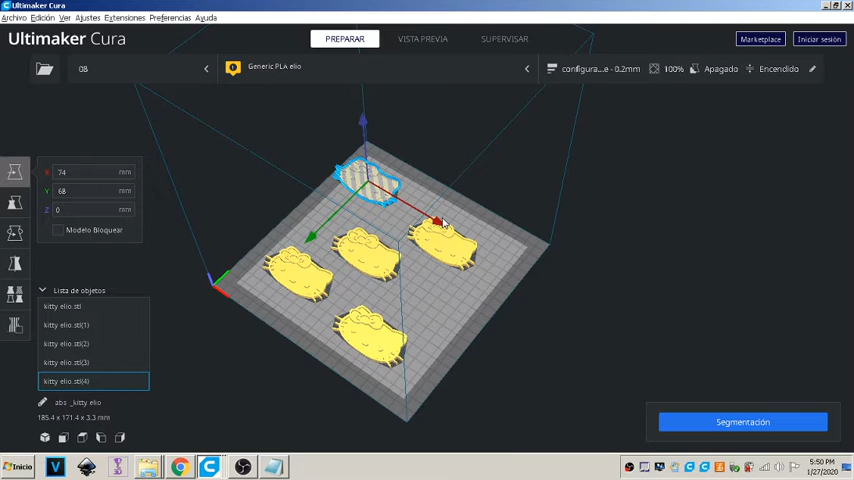 Ultimaker Cura
Archivo Edición Ver Ajustes Extensiones Preferencias Ayuda
Ultimaker Cura
PREPARAR
VISTA PREVIA
SUPERVISAR
Marketplace
Iniciar sesión
08
Generic PLA elio
configura...e - 0.2mm
100%
Apagado
Encendido
X 74 mm
Y 68 mm
Z 0 mm
Modelo Bloquear
Lista de objetos
kitty elio.stl
kitty elio.stl(1)
kitty elio.stl(2)
kitty elio.stl(3)
kitty elio.stl(4)
abs _kitty elio
185.4 x 171.4 x 3.3 mm
Segmentación
Inicio
5:50 PM
1/27/2020